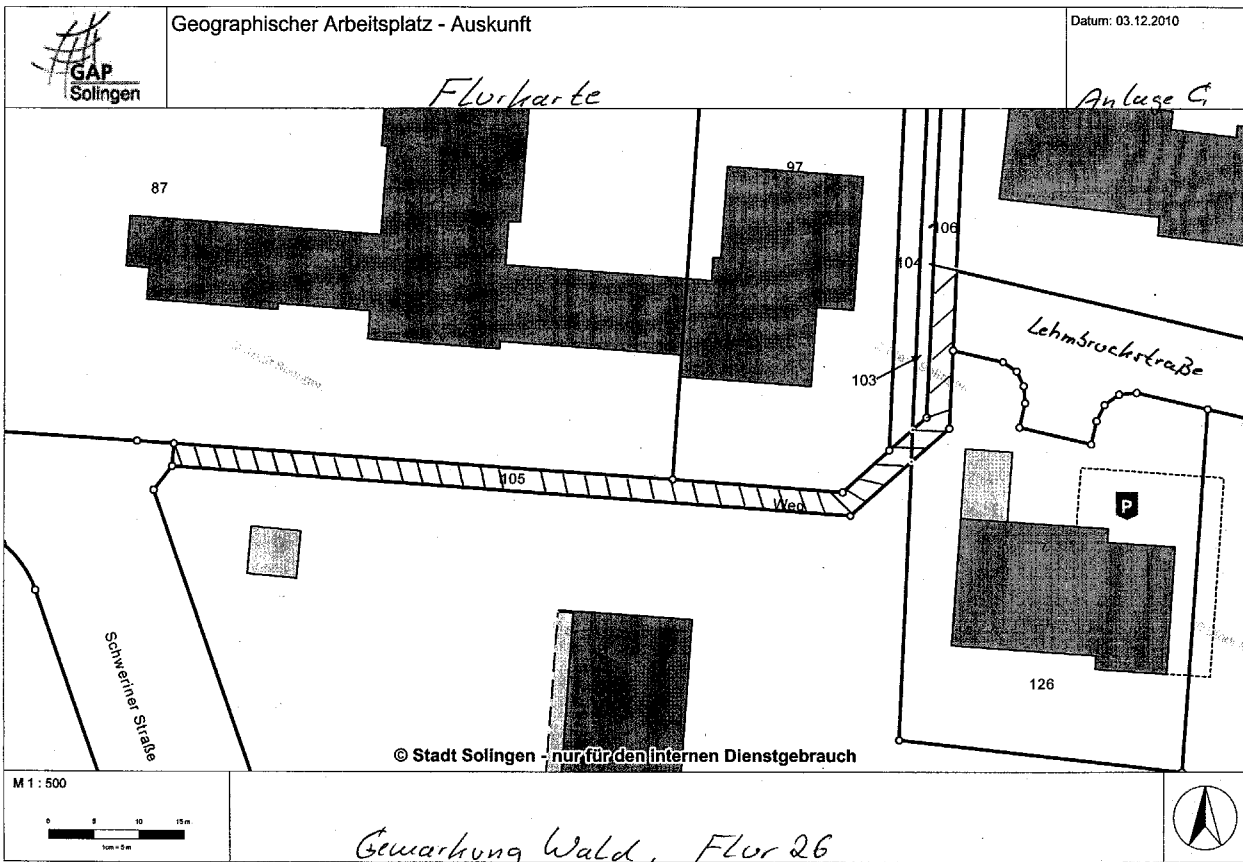 GAP
Solingen
Geographischer Arbeitsplatz - Auskunft
Flurkarte
Datum: 03.12.2010
Anlage C
87
97
106
104
103
Lehmbruckstraße
105
Weg
P
126
Schweriner Straße
© Stadt Solingen - nur für den internen Dienstgebrauch
M 1 : 500
0 5 10 15 m
1cm = 5 m
Gemarkung Wald, Flur 26